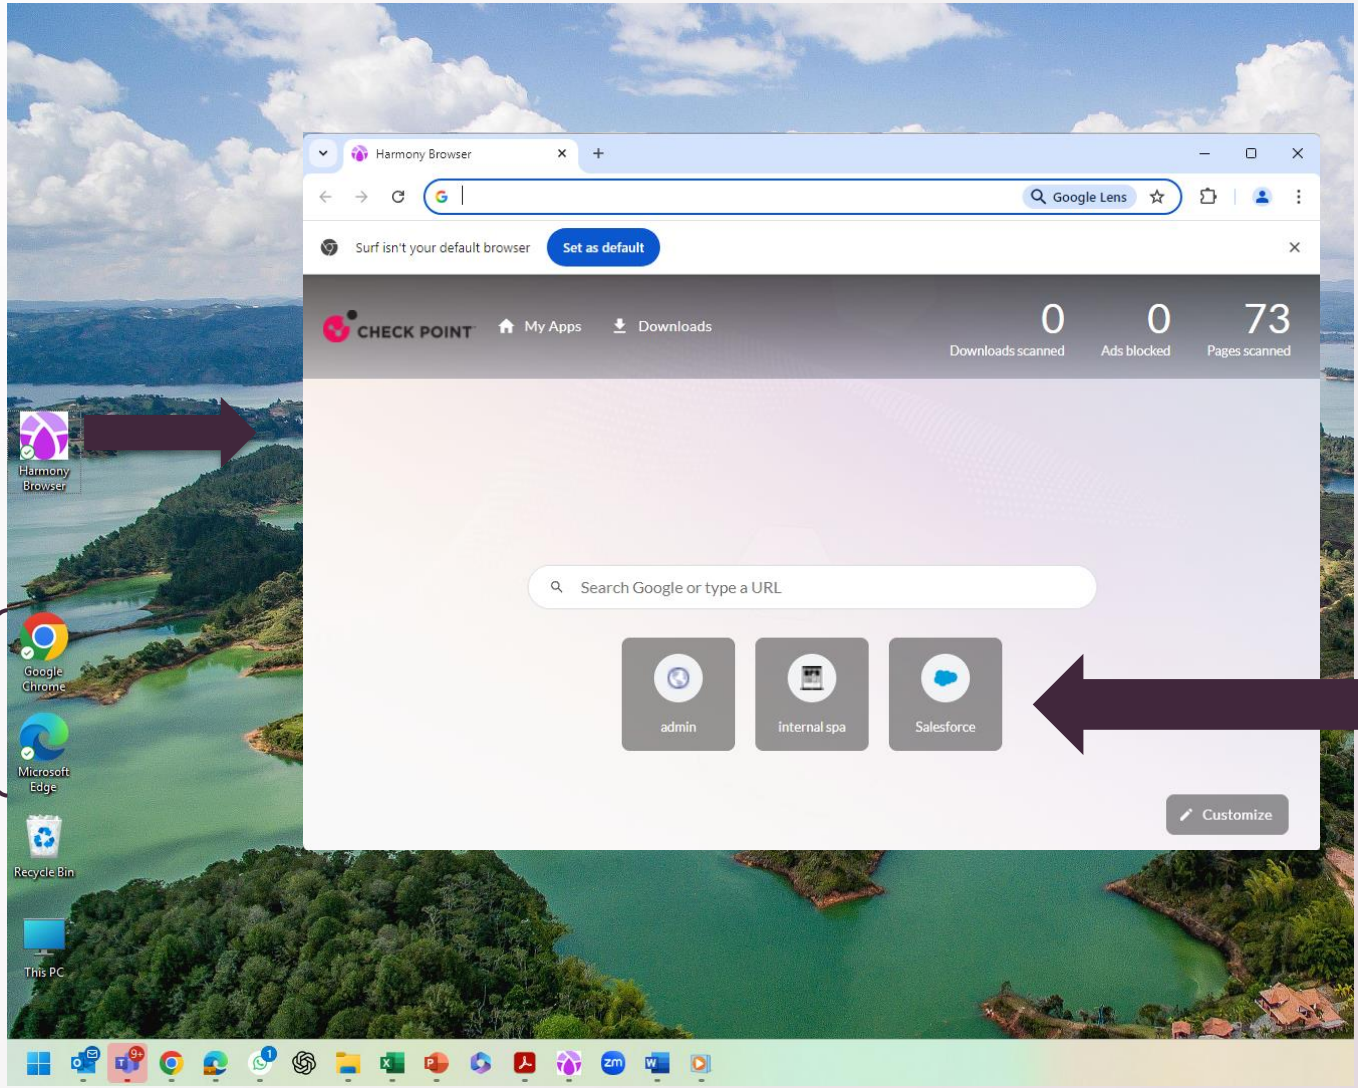 Harmony Browser
Google Lens
Surf isn't your default browser
Set as default
CHECK POINT
My Apps
Downloads
0
Downloads scanned
0
Ads blocked
73
Pages scanned
Harmony
Browser
Search Google or type a URL
Google
Chrome
admin
internal spa
Salesforce
Microsoft
Edge
Customize
Recycle Bin
This PC
9+
1
zm